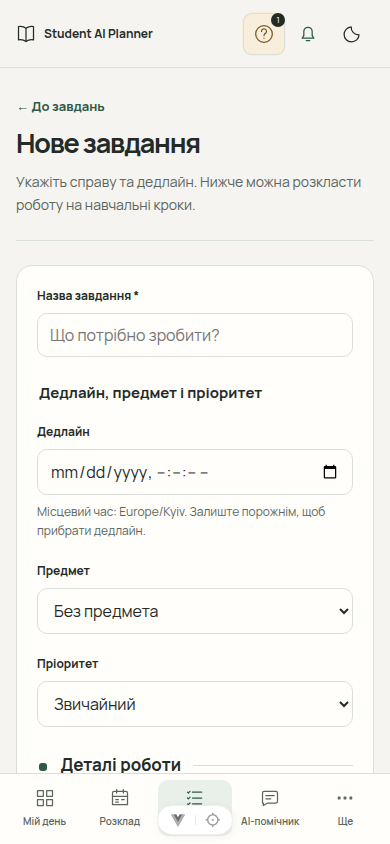 Student AI Planner
1
← До завдань
Нове завдання
Укажіть справу та дедлайн. Нижче можна розкласти
роботу на навчальні кроки.
Назва завдання *
Що потрібно зробити?
Дедлайн, предмет і пріоритет
Дедлайн
mm/dd/yyyy, --:-- --
Місцевий час: Europe/Kyiv. Залиште порожнім, щоб
прибрати дедлайн.
Предмет
Без предмета
Пріоритет
Звичайний
Деталі роботи
Мій день
Розклад
AI-помічник
Ще